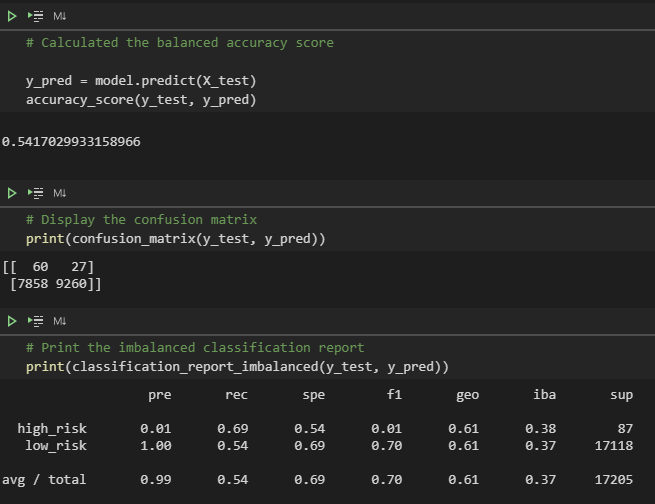 M↓
# Calculated the balanced accuracy score
y_pred = model.predict(X_test)
accuracy_score(y_test, y_pred)
0.5417029933158966
M↓
# Display the confusion matrix
print(confusion_matrix(y_test, y_pred))
[[  60   27]
 [7858 9260]]
M↓
# Print the imbalanced classification report
print(classification_report_imbalanced(y_test, y_pred))
pre rec spe f1 geo iba sup
high_risk 0.01 0.69 0.54 0.01 0.61 0.38 87
low_risk 1.00 0.54 0.69 0.70 0.61 0.37 17118
avg / total 0.99 0.54 0.69 0.70 0.61 0.37 17205